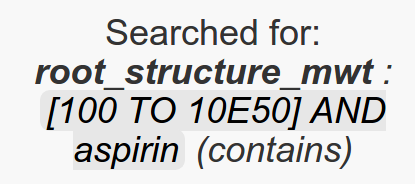 Searched for:
root_structure_mwt :
[100 TO 10E50] AND
aspirin (contains)